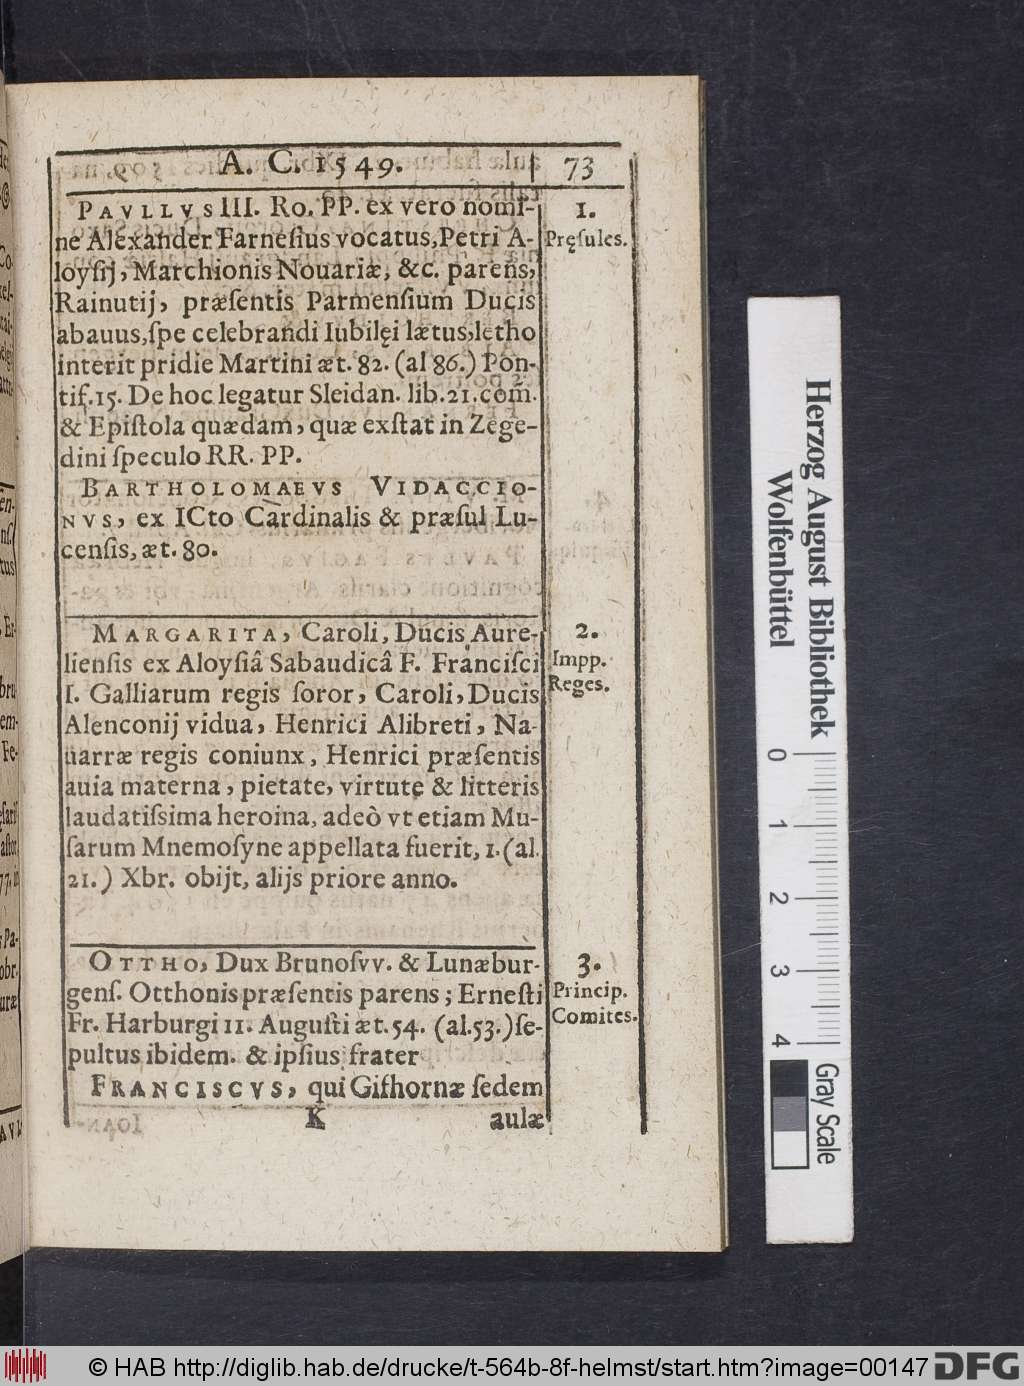 A. C. 1549. 73
PAVLLVS III. Ro. PP. ex vero nomi-
ne Alexander Farnesius vocatus, Petri A-
loysij, Marchionis Nouariæ, &c. parens,
Rainutij, præsentis Parmensium Ducis
abauus, spe celebrandi Iubilęi lætus, letho
interit pridie Martini æt. 82. (al 86.) Pon-
tif. 15. De hoc legatur Sleidan. lib. 21. com̃.
& Epistola quædam, quæ exstat in Zege-
dini speculo RR. PP.
BARTHOLOMAEVS VIDACCIO-
NVS, ex ICto Cardinalis & præsul Lu-
censis, æt. 80.
1.
Pręsules.
MARGARITA, Caroli, Ducis Aure-
liensis ex Aloysiâ Sabaudicâ F. Francisci
I. Galliarum regis soror, Caroli, Ducis
Alenconij vidua, Henrici Alibreti, Na-
uarræ regis coniunx, Henrici præsentis
auia materna, pietate, virtute & litteris
laudatissima heroina, adeò vt etiam Mu-
sarum Mnemosyne appellata fuerit, 1. (al.
21.) Xbr. obijt, alijs priore anno.
2.
Impp.
Reges.
OTTHO, Dux Brunosvv. & Lunæbur-
gens. Otthonis præsentis parens; Ernesti
Fr. Harburgi 11. Augusti æt. 54. (al. 53.) se-
pultus ibidem. & ipsius frater
FRANCISCVS, qui Gifhornæ sedem
K aulæ
3.
Princip.
Comites.
Herzog August Bibliothek
Wolfenbüttel
0 1 2 3 4
Gray Scale
© HAB http://diglib.hab.de/drucke/t-564b-8f-helmst/start.htm?image=00147 DFG